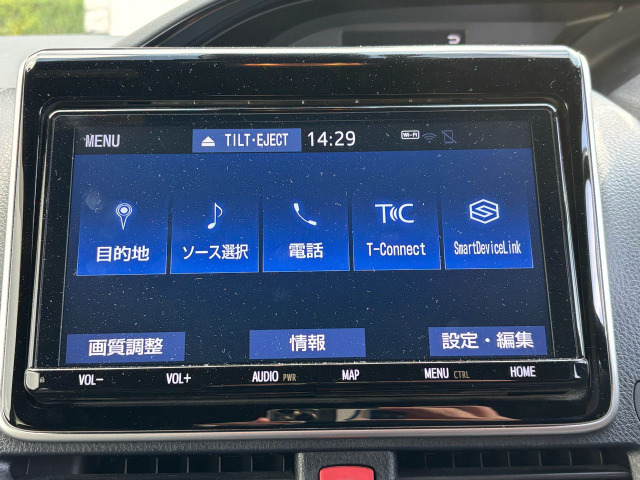 MENU
TILT・EJECT
14:29
Wi-Fi
目的地
ソース選択
電話
T-Connect
SmartDeviceLink
画質調整
情報
設定・編集
VOL− VOL+ AUDIO PWR MAP MENU CTRL HOME